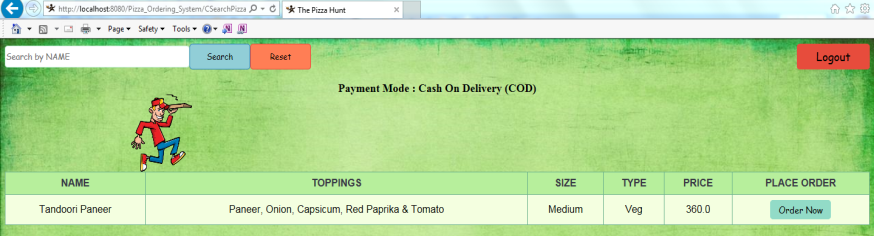 http://localhost:8080/Pizza_Ordering_System/CSearchPizza
The Pizza Hunt
Page Safety Tools
Search by NAME Search Reset Logout
Payment Mode : Cash On Delivery (COD)
NAME TOPPINGS SIZE TYPE PRICE PLACE ORDER
Tandoori Paneer Paneer, Onion, Capsicum, Red Paprika & Tomato Medium Veg 360.0 Order Now